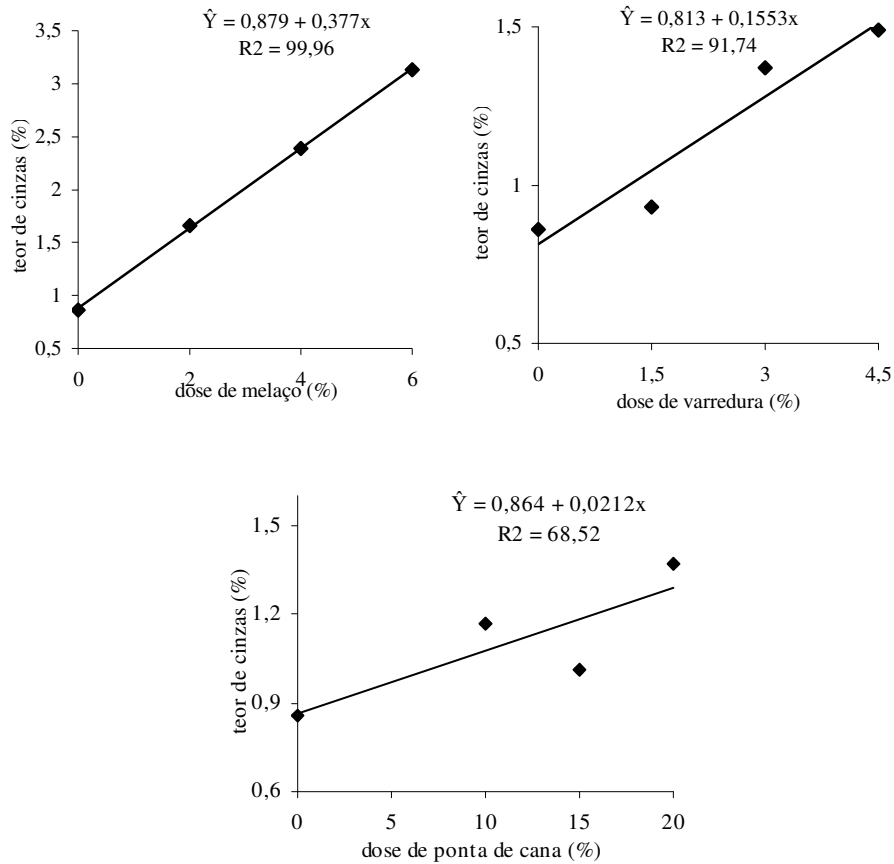 Ŷ = 0,879 + 0,377x
R2 = 99,96
3,5
3
2,5
2
1,5
1
0,5
teor de cinzas (%)
0
2
4
6
dose de melaço (%)
Ŷ = 0,813 + 0,1553x
R2 = 91,74
1,5
1
0,5
teor de cinzas (%)
0
1,5
3
4,5
dose de varredura (%)
Ŷ = 0,864 + 0,0212x
R2 = 68,52
1,5
1,2
0,9
0,6
teor de cinzas (%)
0
10
15
20
dose de ponta de cana (%)